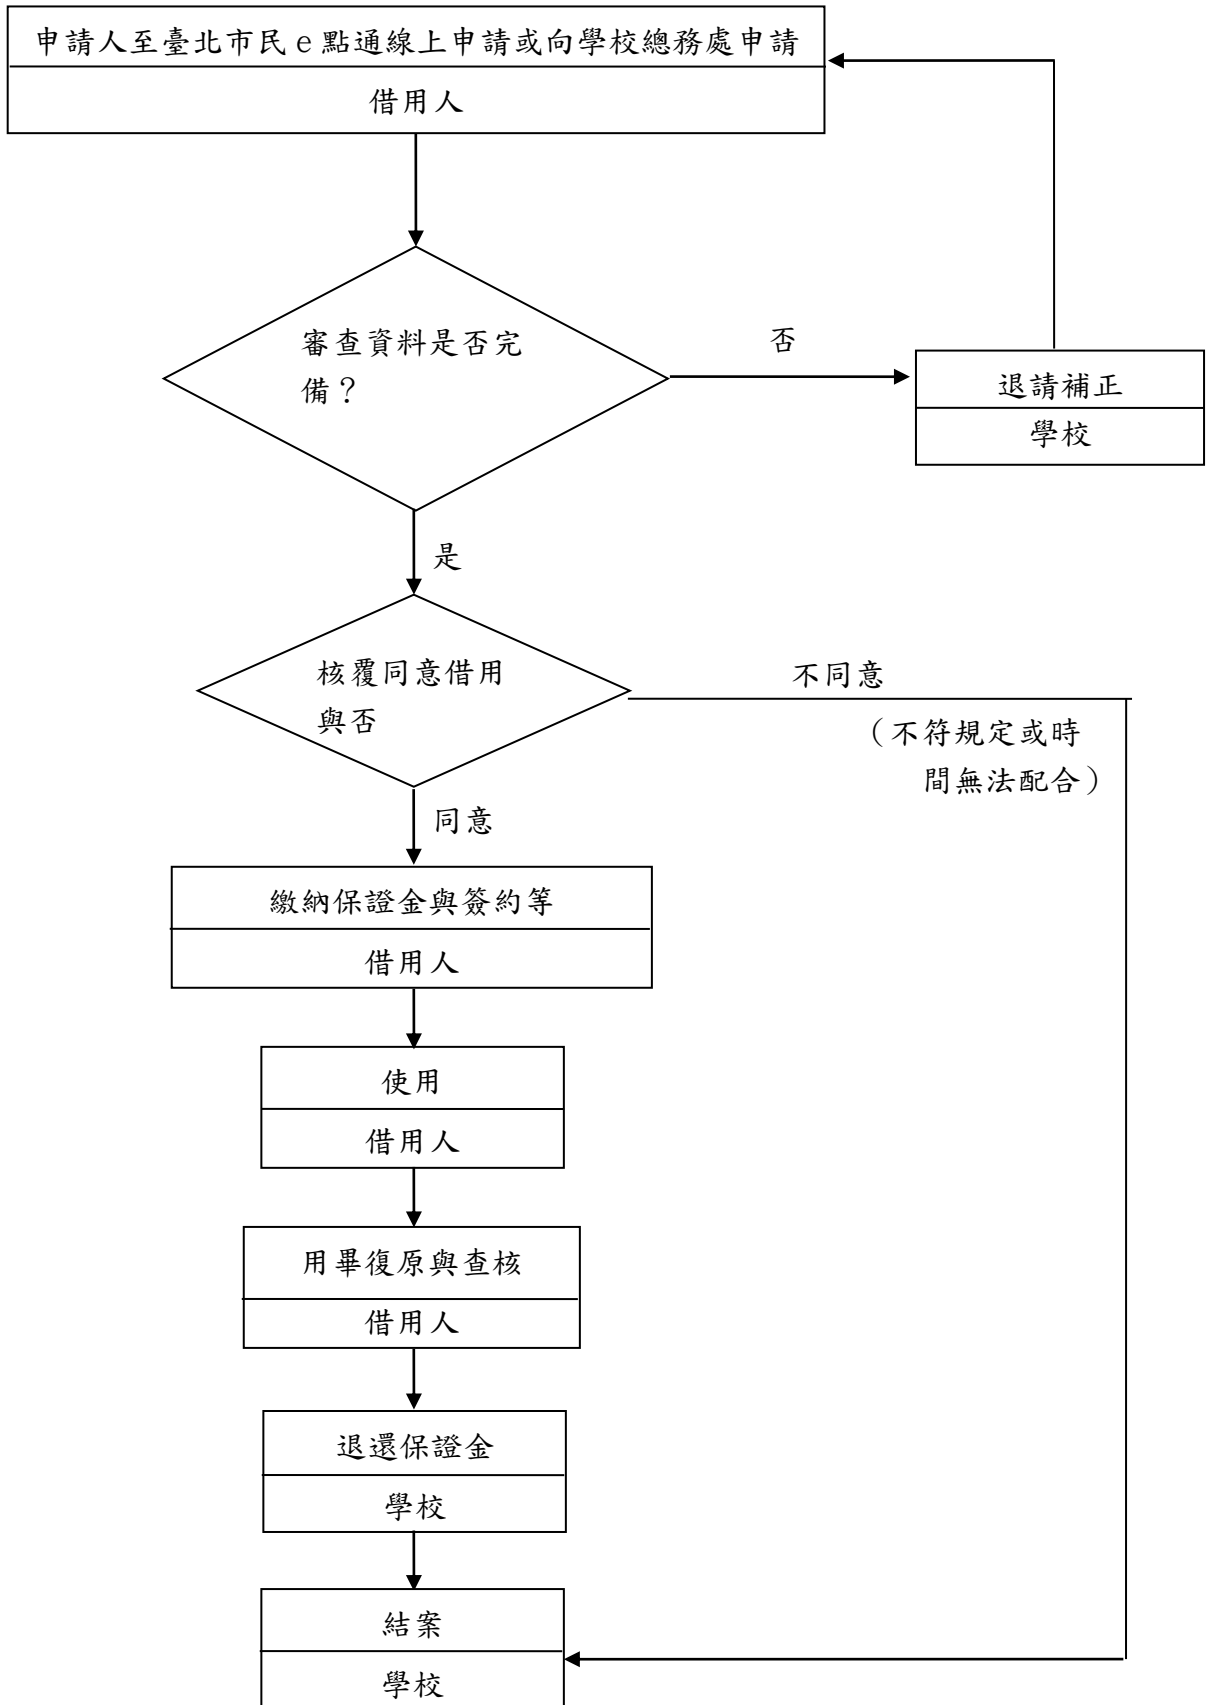 申請人至臺北市民e點通線上申請或向學校總務處申請
借用人
審查資料是否完
備？
否
退請補正
學校
是
核覆同意借用
與否
不同意
（不符規定或時
間無法配合）
同意
繳納保證金與簽約等
借用人
使用
借用人
用畢復原與查核
借用人
退還保證金
學校
結案
學校